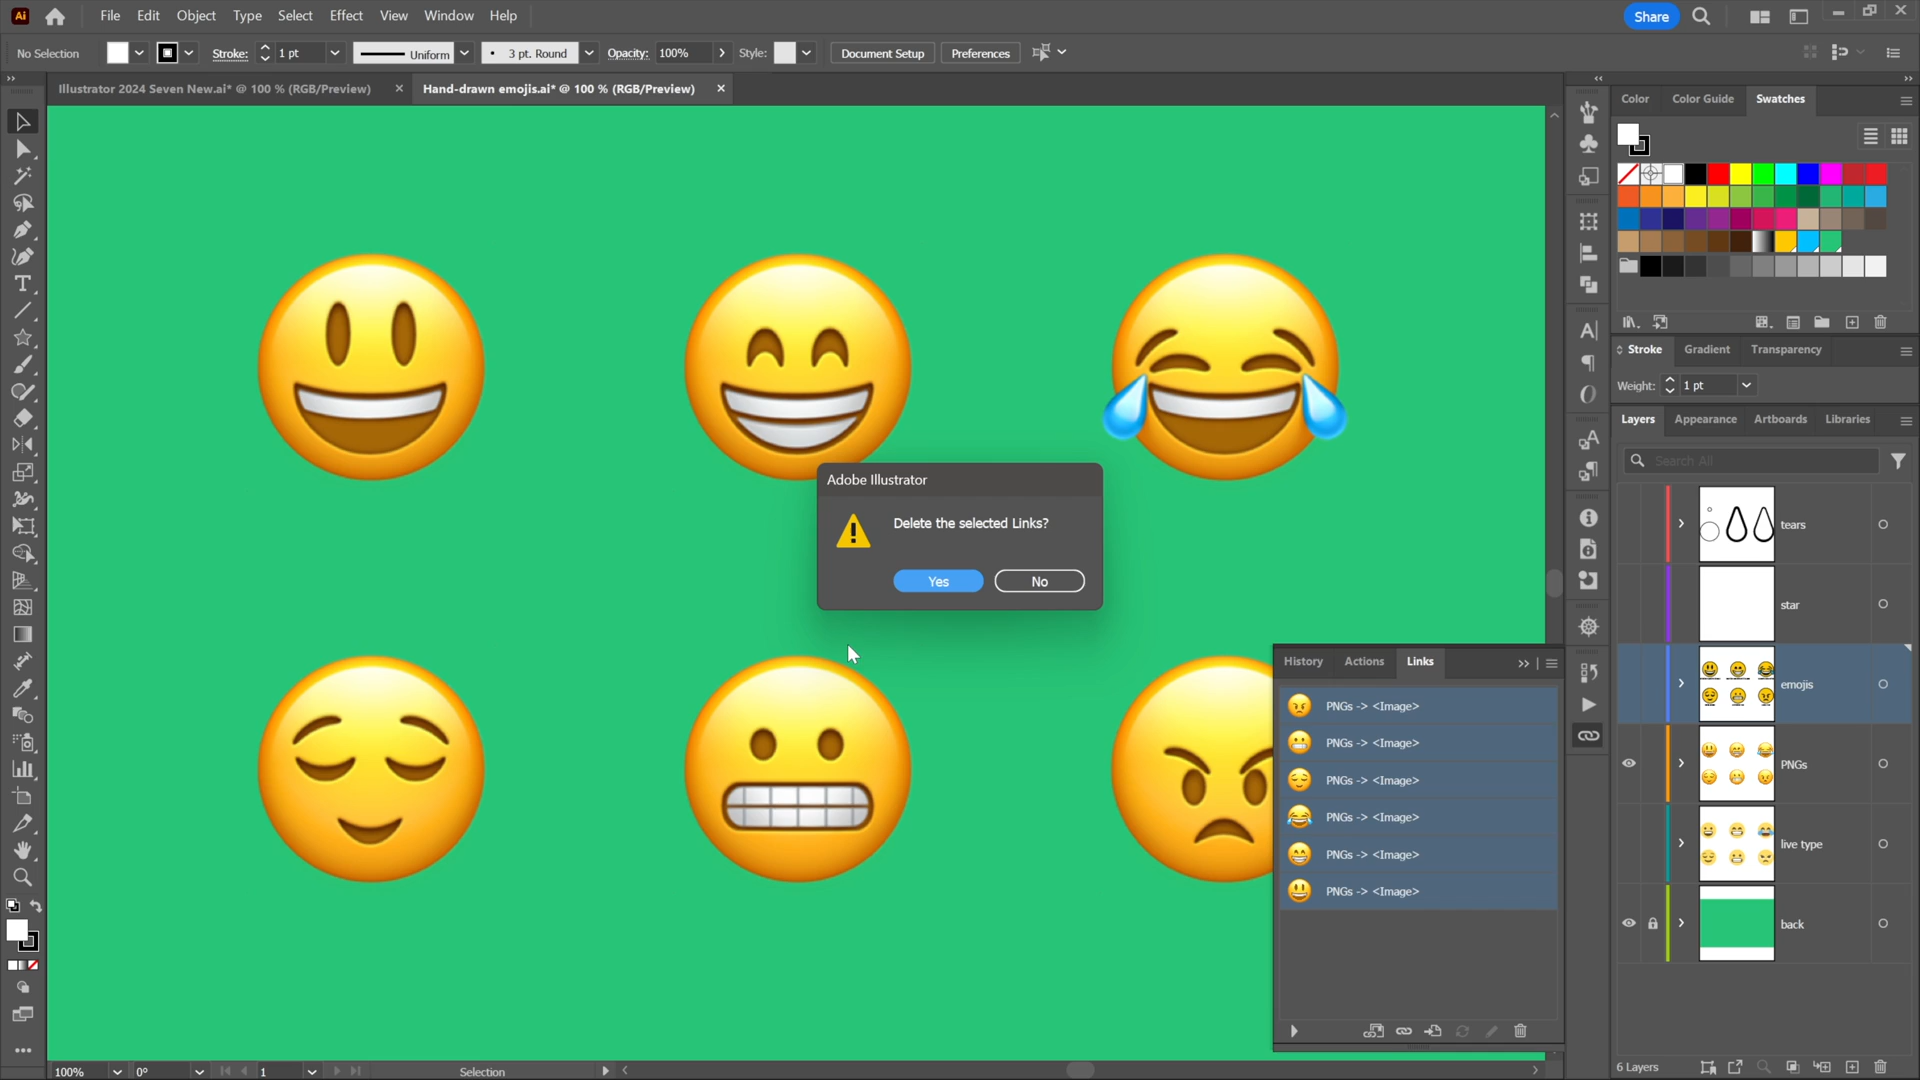 Ai File Edit Object Type Select Effect View Window Help Share
No Selection Stroke: 1 pt Uniform 3 pt. Round Opacity: 100% Style: Document Setup Preferences
Illustrator 2024 Seven New.ai* @ 100 % (RGB/Preview) Hand-drawn emojis.ai* @ 100 % (RGB/Preview)
Color Color Guide Swatches
Stroke Gradient Transparency
Weight: 1 pt
Layers Appearance Artboards Libraries
Search All
tears
star
emojis
PNGs
live type
back
Adobe Illustrator
Delete the selected Links?
Yes No
History Actions Links
PNGs -> <Image>
PNGs -> <Image>
PNGs -> <Image>
PNGs -> <Image>
PNGs -> <Image>
PNGs -> <Image>
100% 0° 1 Selection
6 Layers